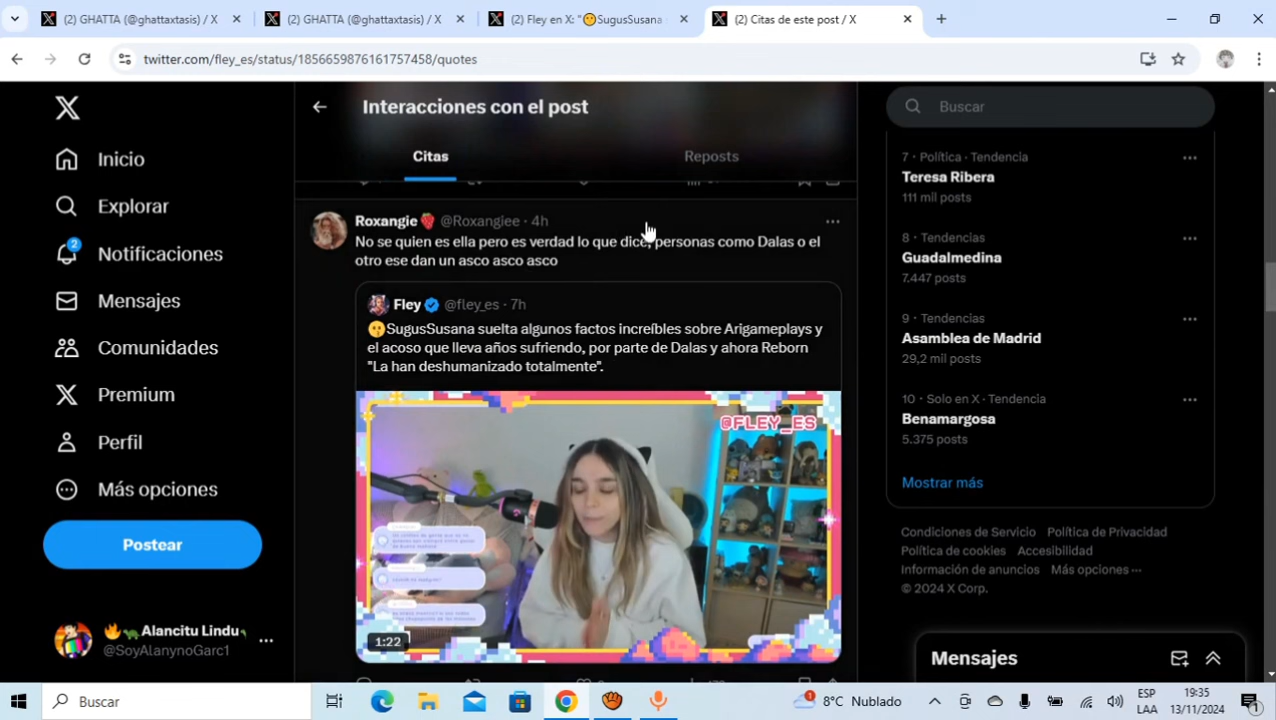 (2) GHATTA (@ghattaxtasis) / X
(2) GHATTA (@ghattaxtasis) / X
(2) Fley en X: "🤫SugusSusana
(2) Citas de este post / X
twitter.com/fley_es/status/1856659876161757458/quotes
Inicio
Explorar
2
Notificaciones
Mensajes
Comunidades
Premium
Perfil
Más opciones
Postear
🔥🦖 Alancitu Lindu
@SoyAlanynoGarc1
Interacciones con el post
Citas
Reposts
Roxangie🍓 @Roxangiee · 4h
No se quien es ella pero es verdad lo que dice, personas como Dalas o el
otro ese dan un asco asco asco
Fley @fley_es · 7h
🤫SugusSusana suelta algunos factos increíbles sobre Arigameplays y
el acoso que lleva años sufriendo, por parte de Dalas y ahora Reborn
"La han deshumanizado totalmente".
@FLEY_ES
1:22
Buscar
7 · Política · Tendencia
Teresa Ribera
111 mil posts
8 · Tendencias
Guadalmedina
7.447 posts
9 · Tendencias
Asamblea de Madrid
29,2 mil posts
10 · Solo en X · Tendencia
Benamargosa
5.375 posts
Mostrar más
Condiciones de Servicio Política de Privacidad
Política de cookies Accesibilidad
Información de anuncios Más opciones ···
© 2024 X Corp.
Mensajes
Buscar
1
8°C Nublado
ESP
LAA
19:35
13/11/2024
1